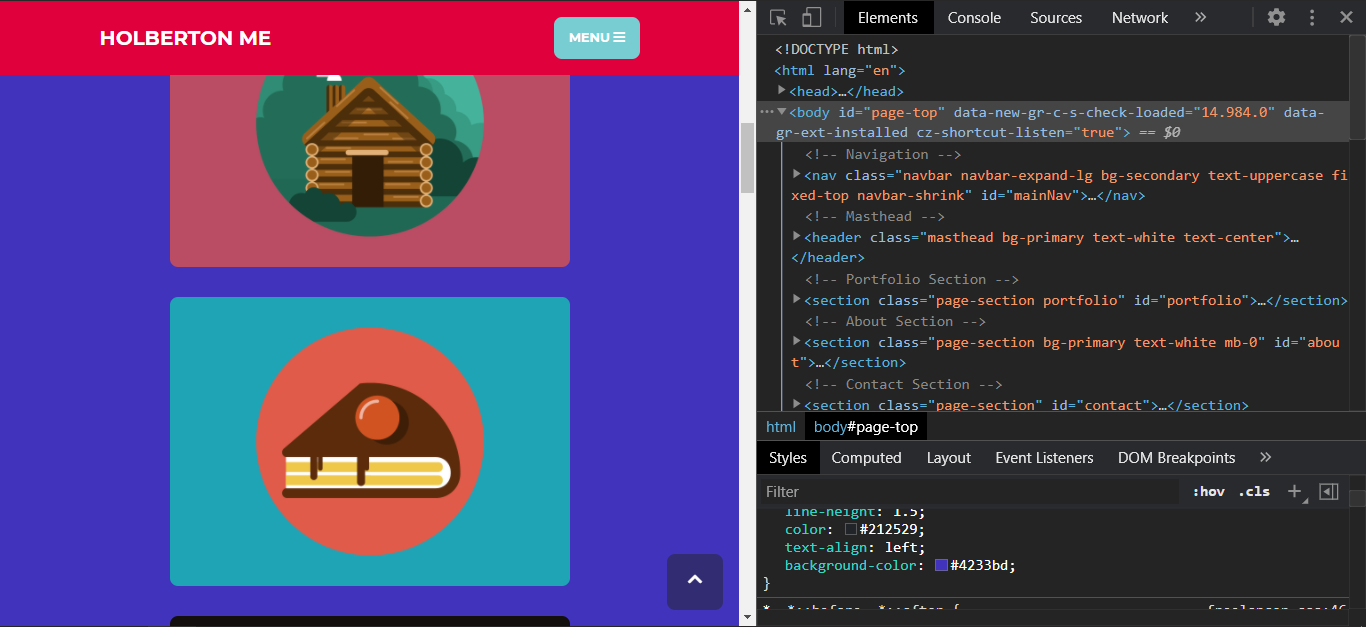 HOLBERTON ME
MENU
Elements Console Sources Network »
<!DOCTYPE html>
<html lang="en">
<head>…</head>
<body id="page-top" data-new-gr-c-s-check-loaded="14.984.0" data-
gr-ext-installed cz-shortcut-listen="true"> == $0
<!-- Navigation -->
<nav class="navbar navbar-expand-lg bg-secondary text-uppercase fi
xed-top navbar-shrink" id="mainNav">…</nav>
<!-- Masthead -->
<header class="masthead bg-primary text-white text-center">…
</header>
<!-- Portfolio Section -->
<section class="page-section portfolio" id="portfolio">…</section>
<!-- About Section -->
<section class="page-section bg-primary text-white mb-0" id="abou
t">…</section>
<!-- Contact Section -->
<section class="page-section" id="contact">…</section>
html body#page-top
Styles Computed Layout Event Listeners DOM Breakpoints »
Filter :hov .cls +
line-height: 1.5;
color: #212529;
text-align: left;
background-color: #4233bd;
}